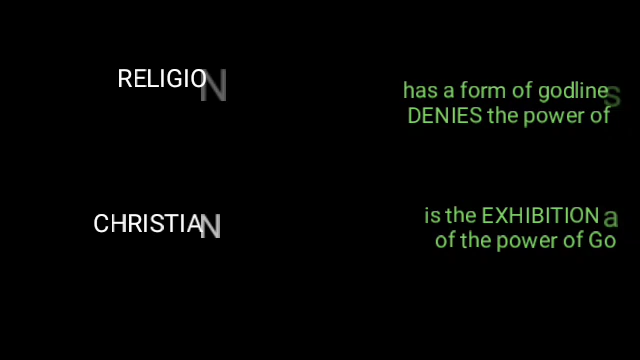 RELIGION
has a form of godlines
DENIES the power of
CHRISTIAN
is the EXHIBITION a
of the power of Go